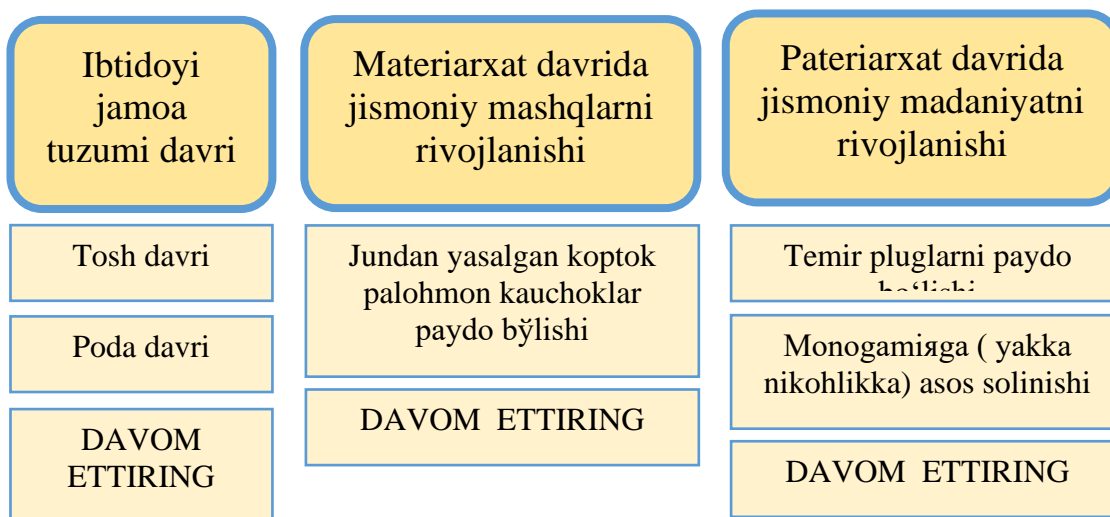 Ibtidoyi
jamoa
tuzumi davri
Tosh davri
Poda davri
DAVOM
ETTIRING
Materiarxat davrida
jismoniy mashqlarni
rivojlanishi
Jundan yasalgan koptok
palohmon kauchoklar
paydo bўlishi
DAVOM ETTIRING
Pateriarxat davrida
jismoniy madaniyatni
rivojlanishi
Temir pluglarni paydo
bo‘lishi
Monogamiяga ( yakka
nikohlikka) asos solinishi
DAVOM ETTIRING